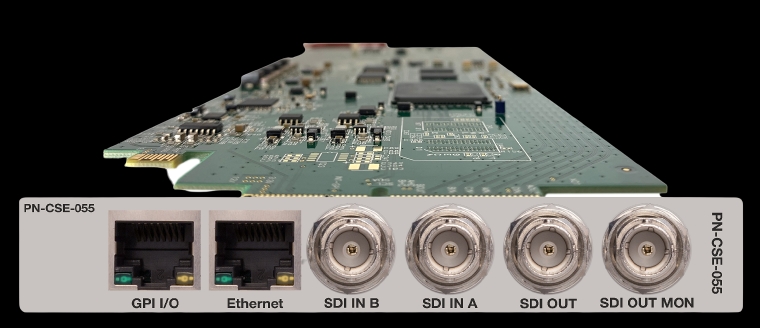 PN-CSE-055
GPI I/O
Ethernet
SDI IN B
SDI IN A
SDI OUT
SDI OUT MON
PN-CSE-055